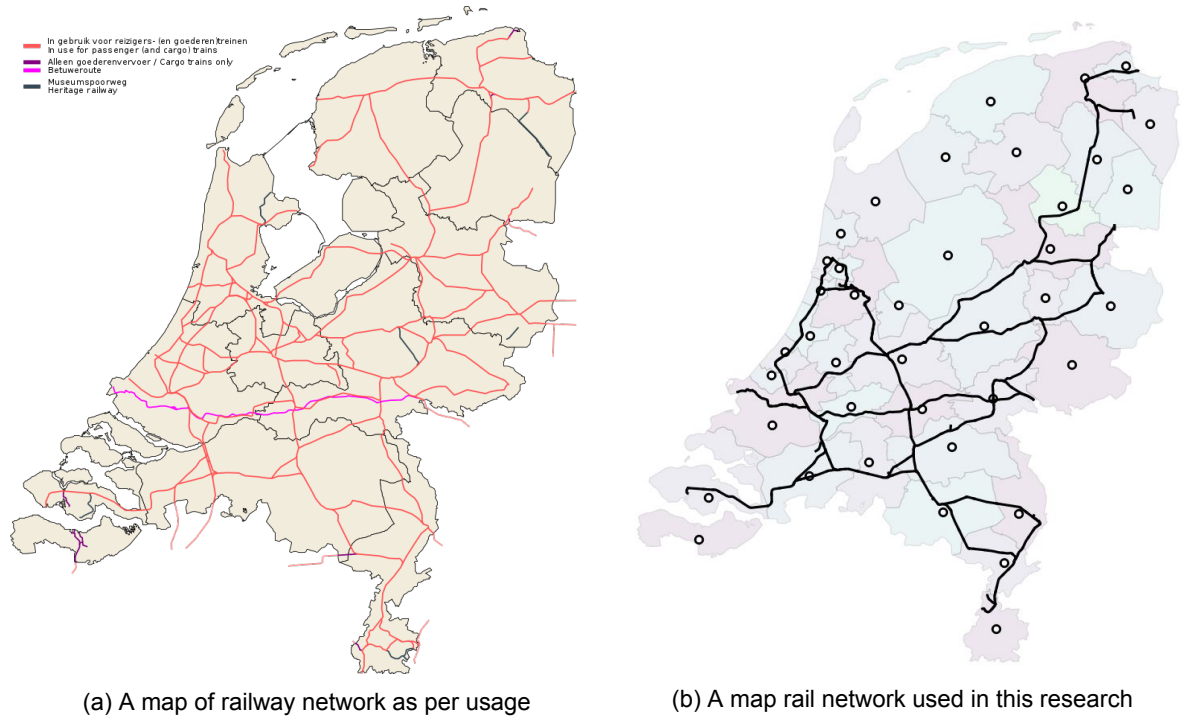 In gebruik voor reizigers- (en goederen)treinen
In use for passenger (and cargo) trains
Alleen goederenvervoer / Cargo trains only
Betuweroute
Museumspoorweg
Heritage railway
(a) A map of railway network as per usage
(b) A map rail network used in this research